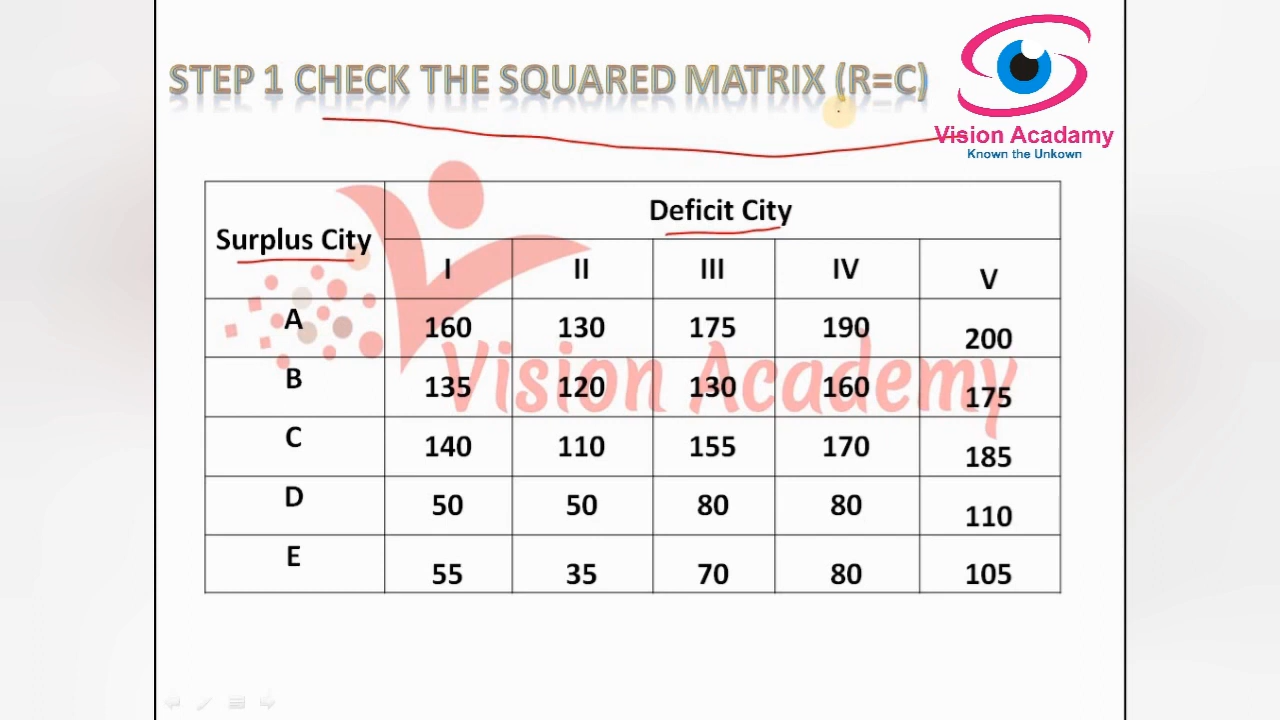 STEP 1 CHECK THE SQUARED MATRIX (R=C)
Vision Acadamy
Known the Unkown
Surplus City Deficit City
I II III IV V
A 160 130 175 190 200
B 135 120 130 160 175
C 140 110 155 170 185
D 50 50 80 80 110
E 55 35 70 80 105
Vision Academy